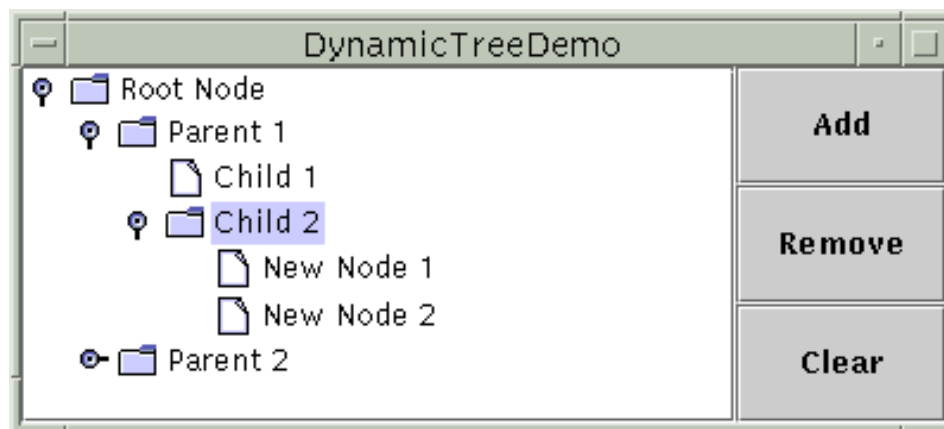 DynamicTreeDemo
Root Node
Parent 1
Child 1
Child 2
New Node 1
New Node 2
Parent 2
Add
Remove
Clear